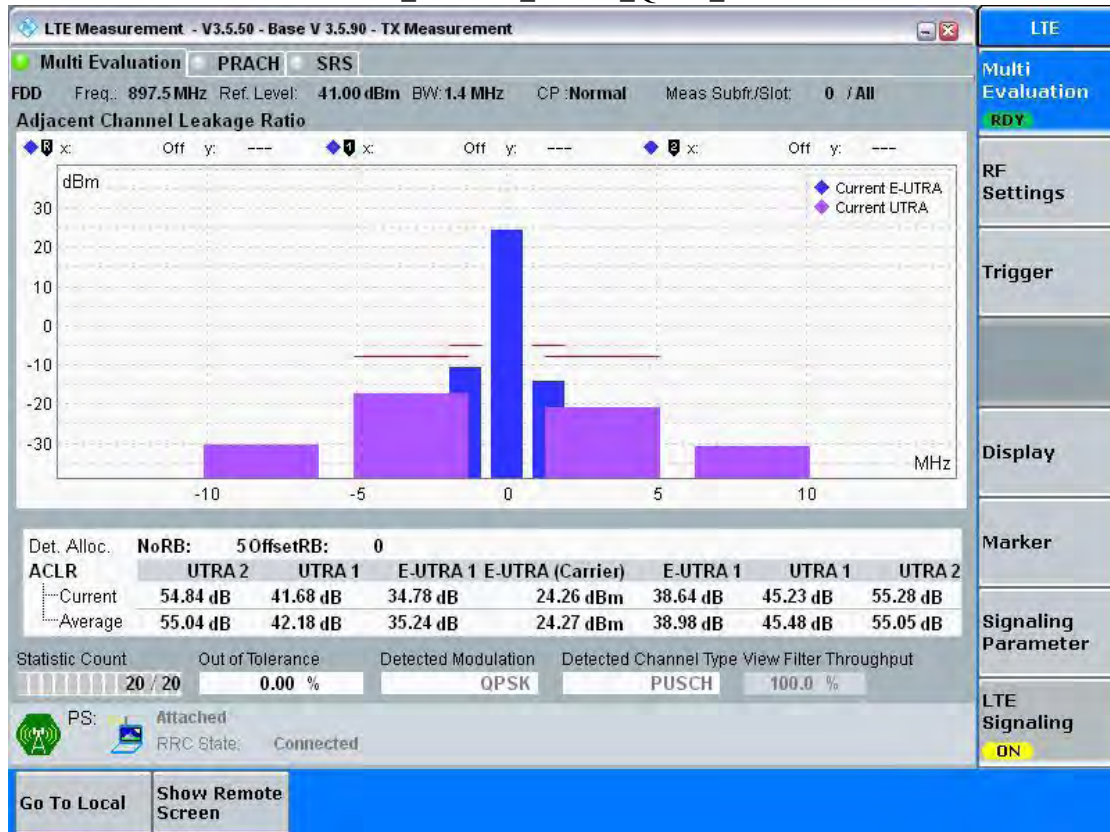 LTE Measurement - V3.5.50 - Base V 3.5.90 - TX Measurement
Multi Evaluation PRACH SRS
FDD Freq.: 897.5 MHz Ref. Level: 41.00 dBm BW: 1.4 MHz CP :Normal Meas Subfr./Slot: 0 / All
Adjacent Channel Leakage Ratio
R x: Off y: --- 1 x: Off y: --- 2 x: Off y: ---
dBm
Current E-UTRA
Current UTRA
30
20
10
0
-10
-20
-30
MHz
-10 -5 0 5 10
Det. Alloc. NoRB: 5 OffsetRB: 0
ACLR UTRA 2 UTRA 1 E-UTRA 1 E-UTRA (Carrier) E-UTRA 1 UTRA 1 UTRA 2
Current 54.84 dB 41.68 dB 34.78 dB 24.26 dBm 38.64 dB 45.23 dB 55.28 dB
Average 55.04 dB 42.18 dB 35.24 dB 24.27 dBm 38.98 dB 45.48 dB 55.05 dB
Statistic Count Out of Tolerance Detected Modulation Detected Channel Type View Filter Throughput
20 / 20 0.00 % QPSK PUSCH 100.0 %
PS: Attached
RRC State: Connected
Go To Local
Show Remote
Screen
LTE
Multi
Evaluation
RDY
RF
Settings
Trigger
Display
Marker
Signaling
Parameter
LTE
Signaling
ON